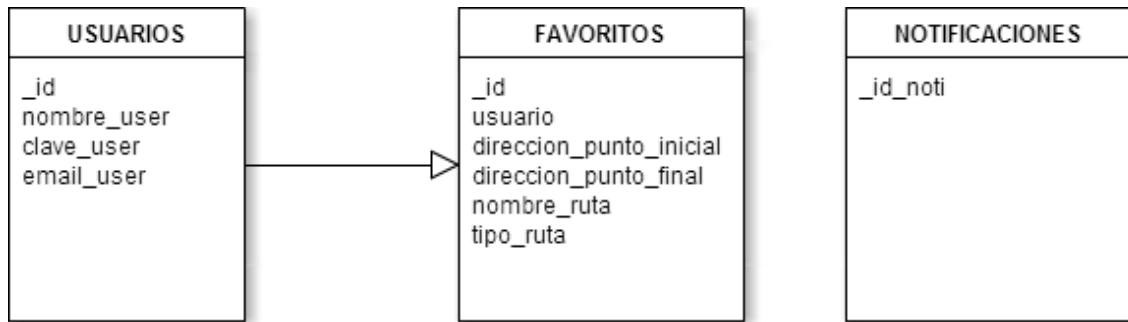 USUARIOS
_id
nombre_user
clave_user
email_user
FAVORITOS
_id
usuario
direccion_punto_inicial
direccion_punto_final
nombre_ruta
tipo_ruta
NOTIFICACIONES
_id_noti